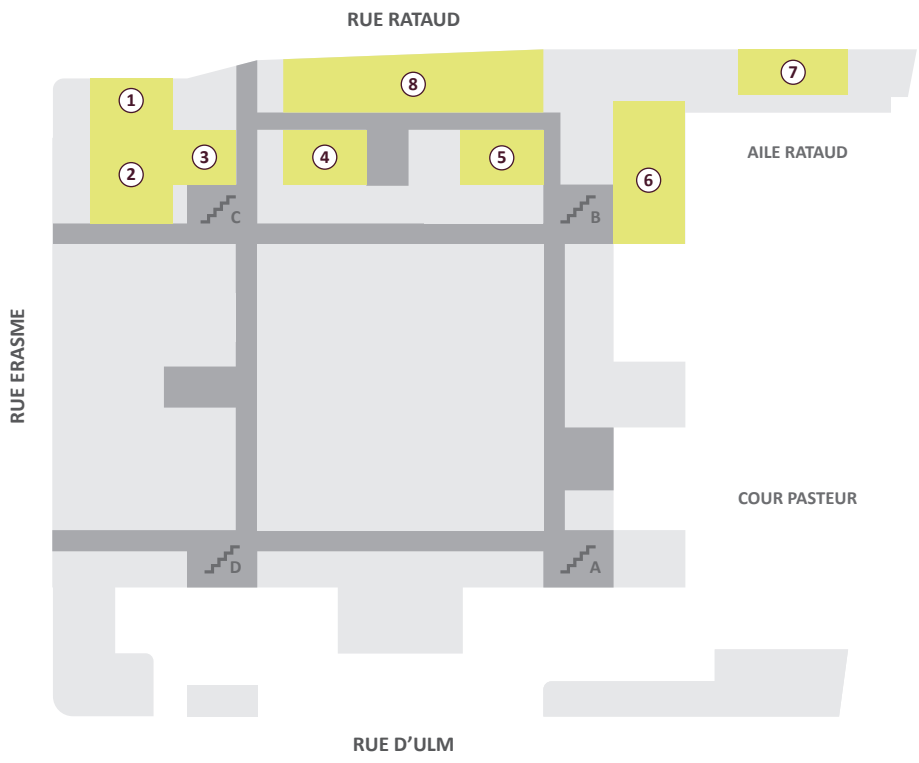 RUE RATAUD
8
7
1
3
4
5
AILE RATAUD
2
6
C
B
RUE ERASME
COUR PASTEUR
D
A
RUE D'ULM